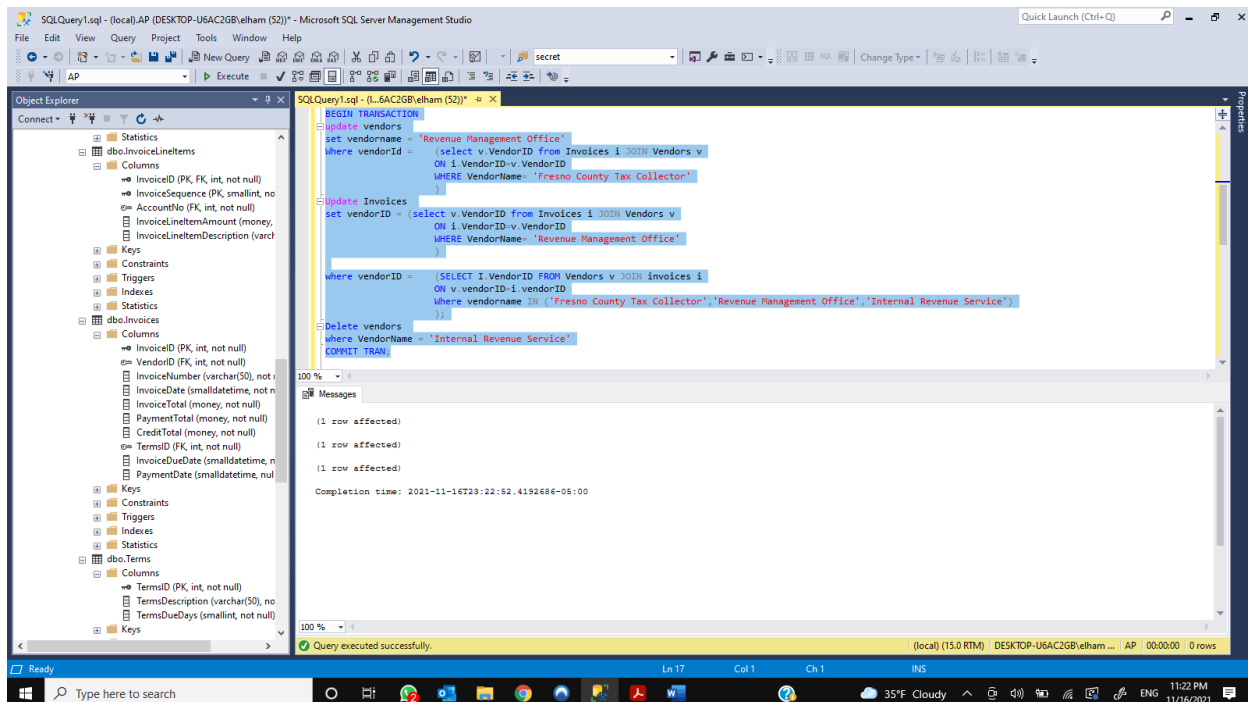 SQLQuery1.sql - (local).AP (DESKTOP-U6AC2GB\elham (52))* - Microsoft SQL Server Management Studio
Quick Launch (Ctrl+Q)
File Edit View Query Project Tools Window Help
New Query
secret
Change Type
AP
Execute
Object Explorer
Connect
Statistics
dbo.InvoiceLineItems
Columns
InvoiceID (PK, FK, int, not null)
InvoiceSequence (PK, smallint, no
AccountNo (FK, int, not null)
InvoiceLineItemAmount (money,
InvoiceLineItemDescription (varch
Keys
Constraints
Triggers
Indexes
Statistics
dbo.Invoices
Columns
InvoiceID (PK, int, not null)
VendorID (FK, int, not null)
InvoiceNumber (varchar(50), not
InvoiceDate (smalldatetime, not n
InvoiceTotal (money, not null)
PaymentTotal (money, not null)
CreditTotal (money, not null)
TermsID (FK, int, not null)
InvoiceDueDate (smalldatetime, n
PaymentDate (smalldatetime, nul
Keys
Constraints
Triggers
Indexes
Statistics
dbo.Terms
Columns
TermsID (PK, int, not null)
TermsDescription (varchar(50), no
TermsDueDays (smallint, not null)
Keys
SQLQuery1.sql - (l...6AC2GB\elham (52))*
BEGIN TRANSACTION
update vendors
set vendorname = 'Revenue Management Office'
Where vendorId = (select v.VendorID from Invoices i JOIN Vendors v
ON i.VendorID=v.VendorID
WHERE VendorName= 'Fresno County Tax Collector'
)
Update Invoices
set vendorID = (select v.VendorID from Invoices i JOIN Vendors v
ON i.VendorID=v.VendorID
WHERE VendorName= 'Revenue Management Office'
)
where vendorID = (SELECT I.VendorID FROM Vendors v JOIN invoices i
ON v.vendorID=i.vendorID
Where vendorname IN ('Fresno County Tax Collector','Revenue Management Office','Internal Revenue Service')
);
Delete vendors
where VendorName = 'Internal Revenue Service'
COMMIT TRAN;
100 %
Messages
(1 row affected)
(1 row affected)
(1 row affected)
Completion time: 2021-11-16T23:22:52.4192686-05:00
100 %
Query executed successfully.
(local) (15.0 RTM) DESKTOP-U6AC2GB\elham ... AP 00:00:00 0 rows
Properties
Ready
Ln 17 Col 1 Ch 1 INS
Type here to search
35°F Cloudy
ENG
11:22 PM
11/16/2021